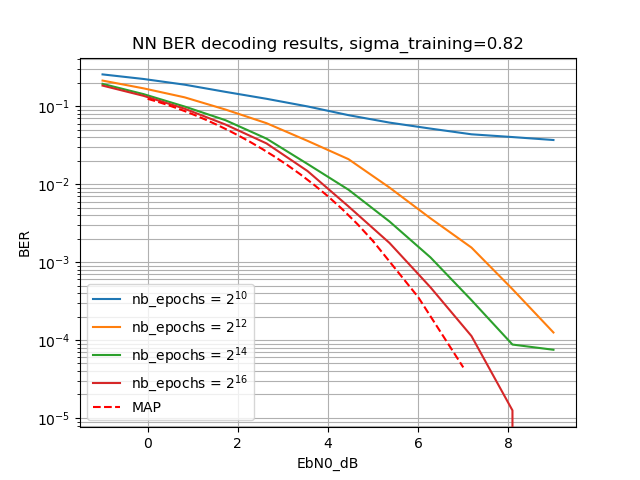 NN BER decoding results, sigma_training=0.82
BER
10⁻¹
10⁻²
10⁻³
10⁻⁴
10⁻⁵
nb_epochs = 2¹⁰
nb_epochs = 2¹²
nb_epochs = 2¹⁴
nb_epochs = 2¹⁶
MAP
0 2 4 6 8
EbN0_dB